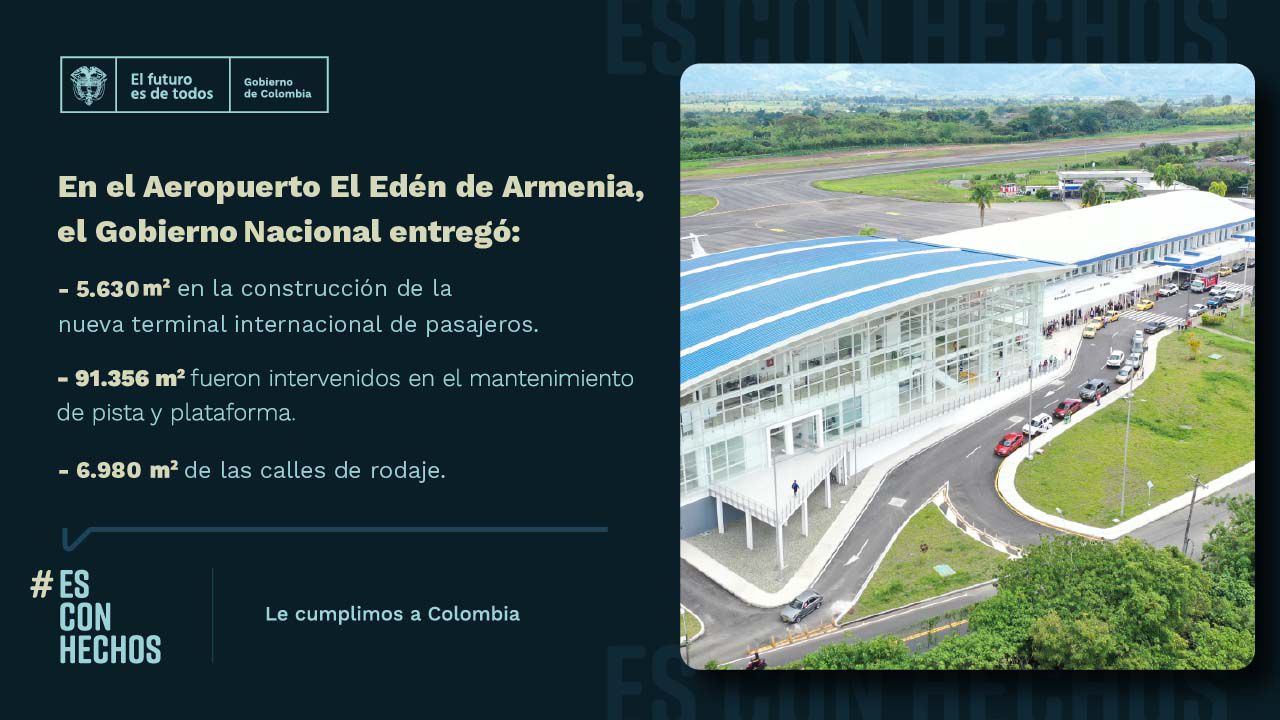 ES CON HECHOS
El futuro
es de todos
Gobierno
de Colombia
En el Aeropuerto El Edén de Armenia,
el Gobierno Nacional entregó:
- 5.630 m² en la construcción de la
nueva terminal internacional de pasajeros.
- 91.356 m² fueron intervenidos en el mantenimiento
de pista y plataforma.
- 6.980 m² de las calles de rodaje.
#ES
CON
HECHOS
Le cumplimos a Colombia
ES CON HECHOS